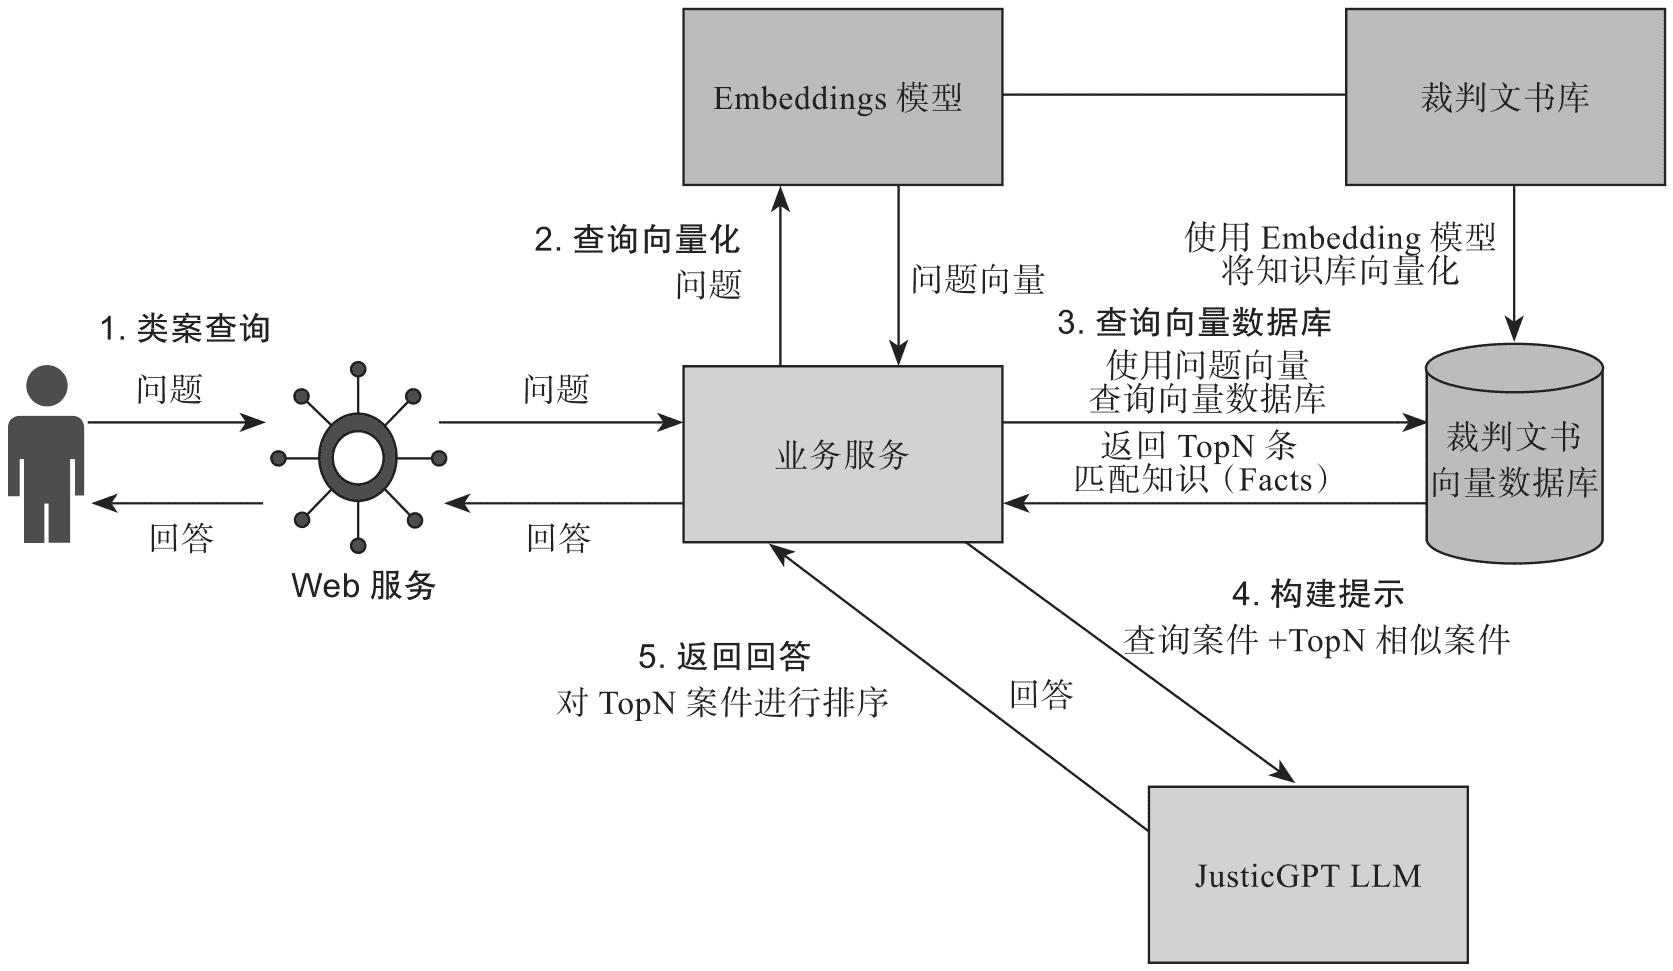 Embeddings 模型
裁判文书库
2. 查询向量化
问题
问题向量
使用 Embedding 模型
将知识库向量化
1. 类案查询
问题
回答
Web 服务
问题
回答
业务服务
3. 查询向量数据库
使用问题向量
查询向量数据库
返回 TopN 条
匹配知识（Facts）
裁判文书
向量数据库
4. 构建提示
查询案件 +TopN 相似案件
5. 返回回答
对 TopN 案件进行排序
回答
JusticGPT LLM